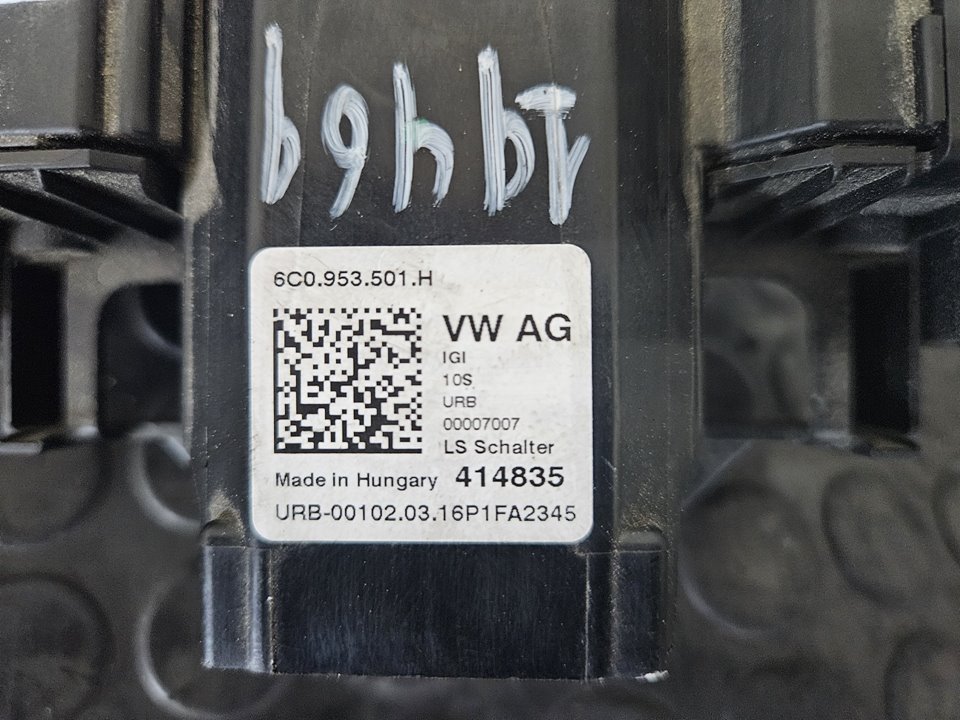 6C0.953.501.H
VW AG
IGI
10S
URB
00007007
LS Schalter
Made in Hungary 414835
URB-00102.03.16P1FA2345